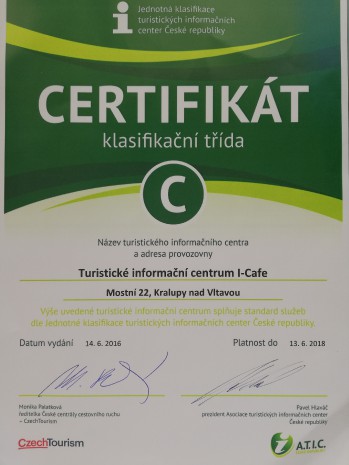 Jednotná klasifikace
turistických informačních
center České republiky
CERTIFIKÁT
klasifikační třída
C
Název turistického informačního centra
a adresa provozovny
Turistické informační centrum I-Cafe
Mostní 22, Kralupy nad Vltavou
Výše uvedené turistické informační centrum splňuje standard služeb
dle Jednotné klasifikace turistických informačních center České republiky.
Datum vydání 14. 6. 2016 Platnost do 13. 6. 2018
Monika Palatková
ředitelka České centrály cestovního ruchu
– CzechTourism
Pavel Hlaváč
prezident Asociace turistických informačních center
České republiky
CzechTourism
A.T.I.C.